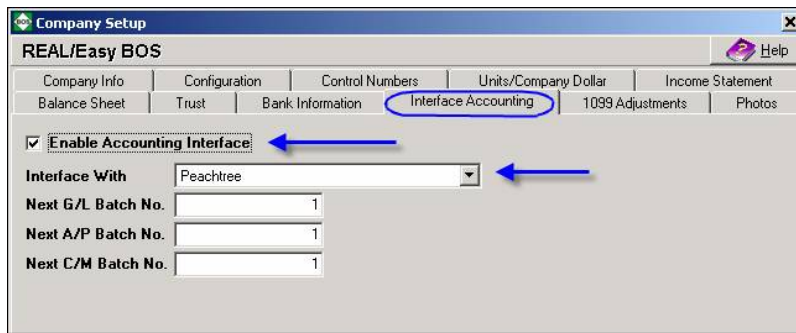 BOS Company Setup X
REAL/Easy BOS Help
Company Info Configuration Control Numbers Units/Company Dollar Income Statement
Balance Sheet Trust Bank Information Interface Accounting 1099 Adjustments Photos
Enable Accounting Interface
Interface With Peachtree
Next G/L Batch No. 1
Next A/P Batch No. 1
Next C/M Batch No. 1